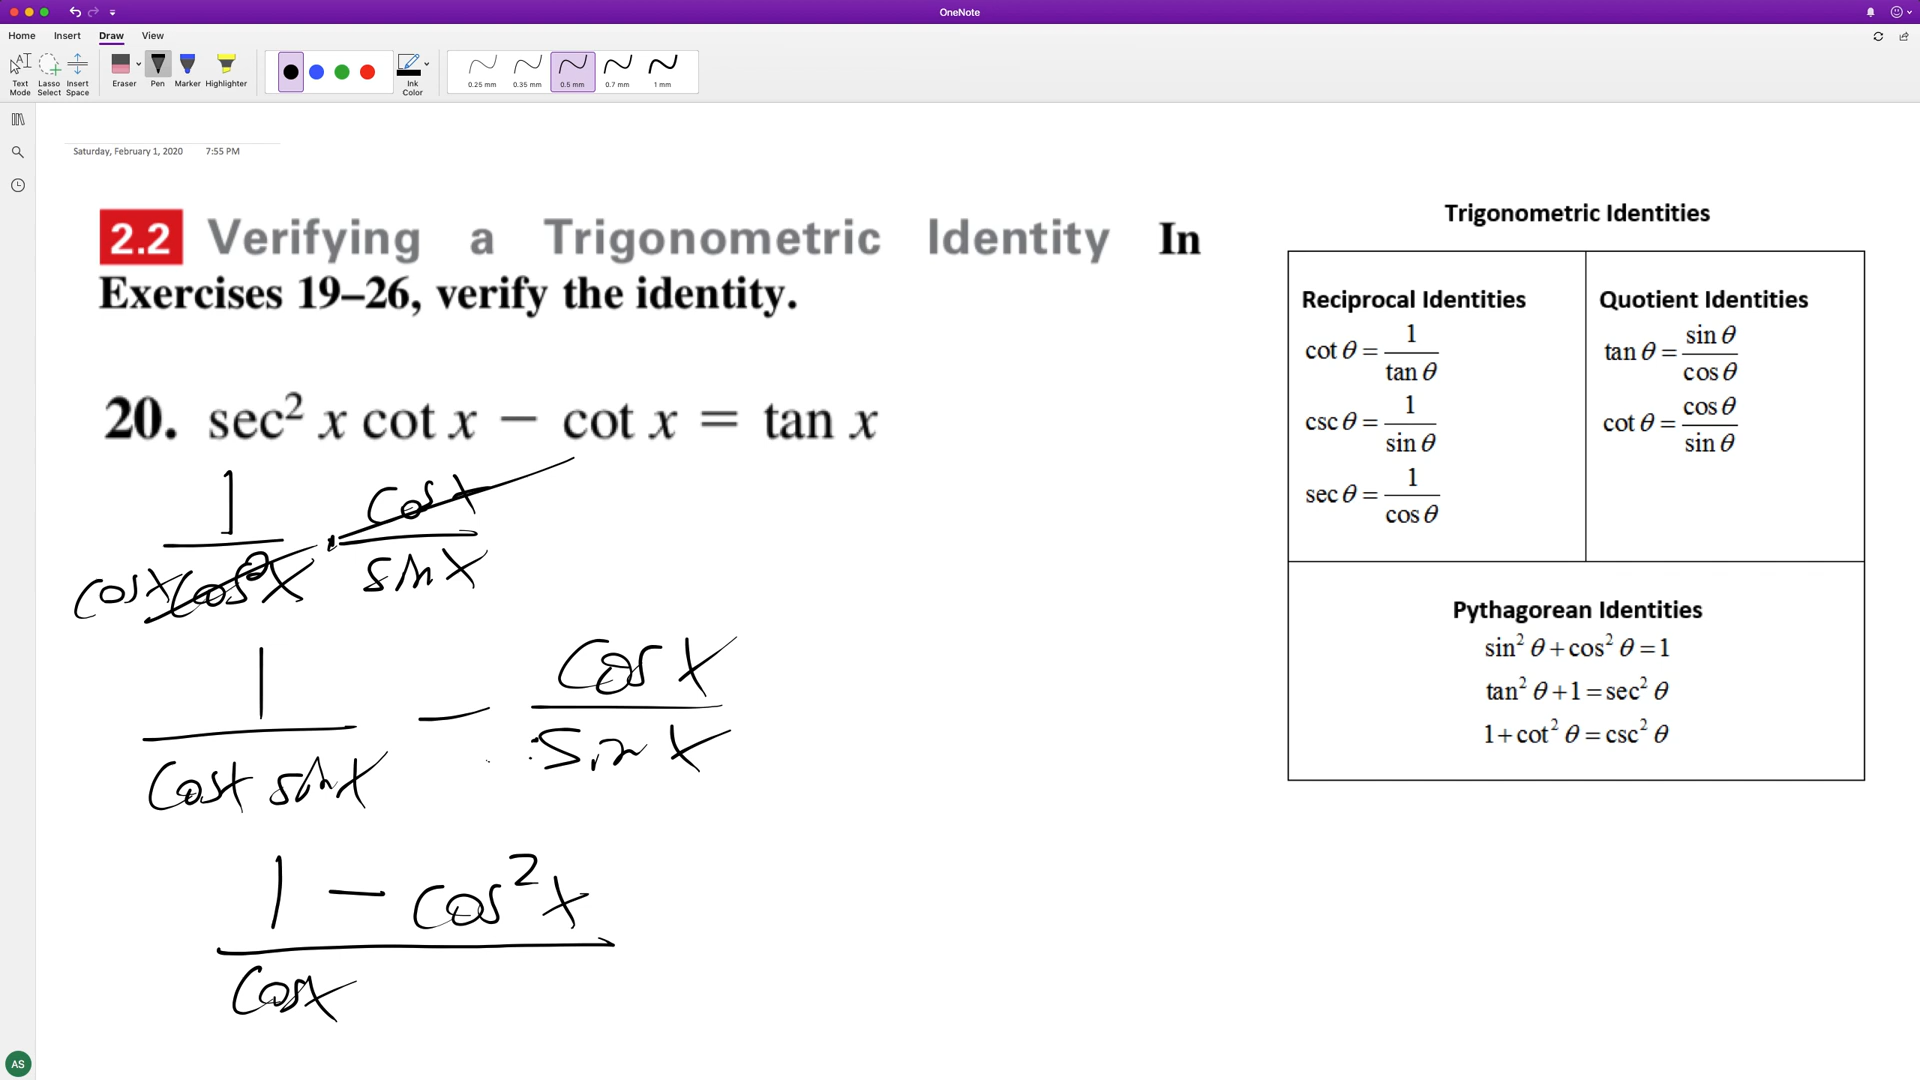 OneNote
Home Insert Draw View
Text Mode Lasso Select Insert Space Eraser Pen Marker Highlighter Ink Color 0.25 mm 0.35 mm 0.5 mm 0.7 mm 1 mm
Saturday, February 1, 2020 7:55 PM
2.2 Verifying a Trigonometric Identity In
Exercises 19–26, verify the identity.
20. sec² x cot x − cot x = tan x
1 cos x
cos x cos² x · sin x
1 − cos x
cos x sin x sin x
1 − cos² x
cos x
Trigonometric Identities
Reciprocal Identities
cot θ = 1 / tan θ
csc θ = 1 / sin θ
sec θ = 1 / cos θ
Quotient Identities
tan θ = sin θ / cos θ
cot θ = cos θ / sin θ
Pythagorean Identities
sin² θ + cos² θ = 1
tan² θ + 1 = sec² θ
1 + cot² θ = csc² θ
AS